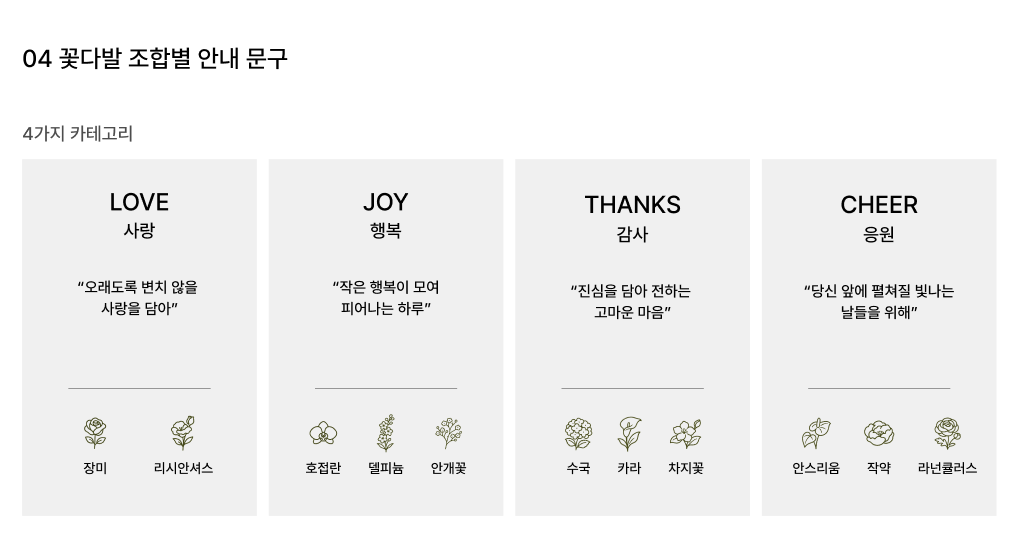 04 꽃다발 조합별 안내 문구
4가지 카테고리
LOVE
사랑
“오래도록 변치 않을
사랑을 담아”
장미
리시안셔스
JOY
행복
“작은 행복이 모여
피어나는 하루”
호접란
델피늄
안개꽃
THANKS
감사
“진심을 담아 전하는
고마운 마음”
수국
카라
차지꽃
CHEER
응원
“당신 앞에 펼쳐질 빛나는
날들을 위해”
안스리움
작약
라넌큘러스